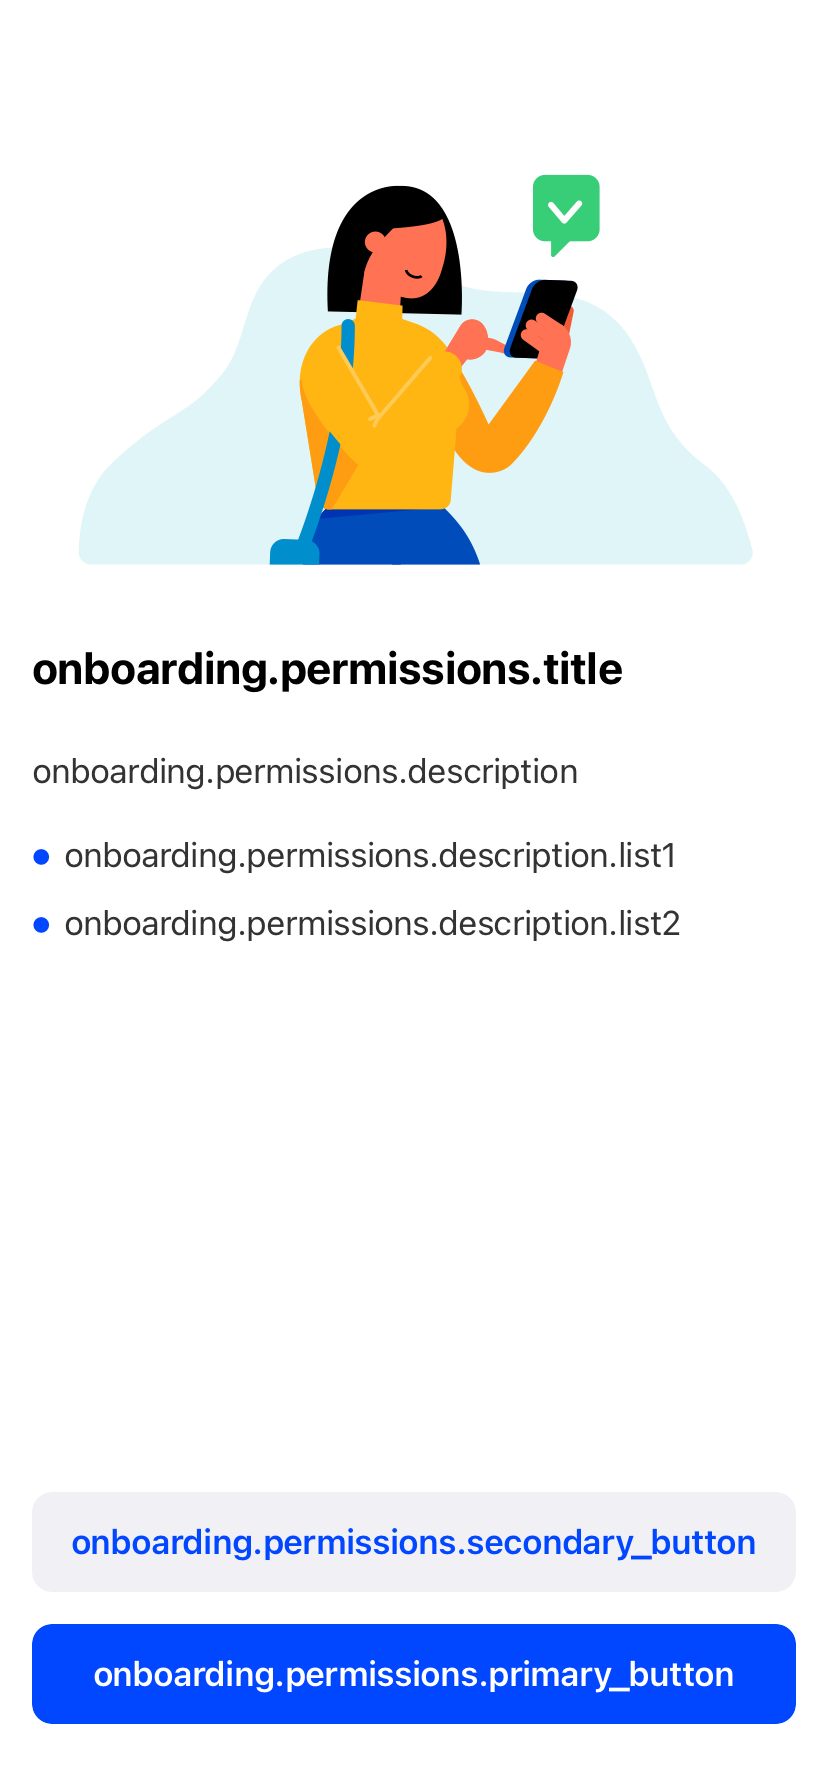 onboarding.permissions.title
onboarding.permissions.description
onboarding.permissions.description.list1
onboarding.permissions.description.list2
onboarding.permissions.secondary_button
onboarding.permissions.primary_button